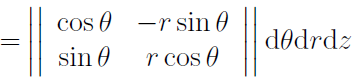 = || cos θ  −r sin θ || dθdrdz
   || sin θ  r cos θ ||